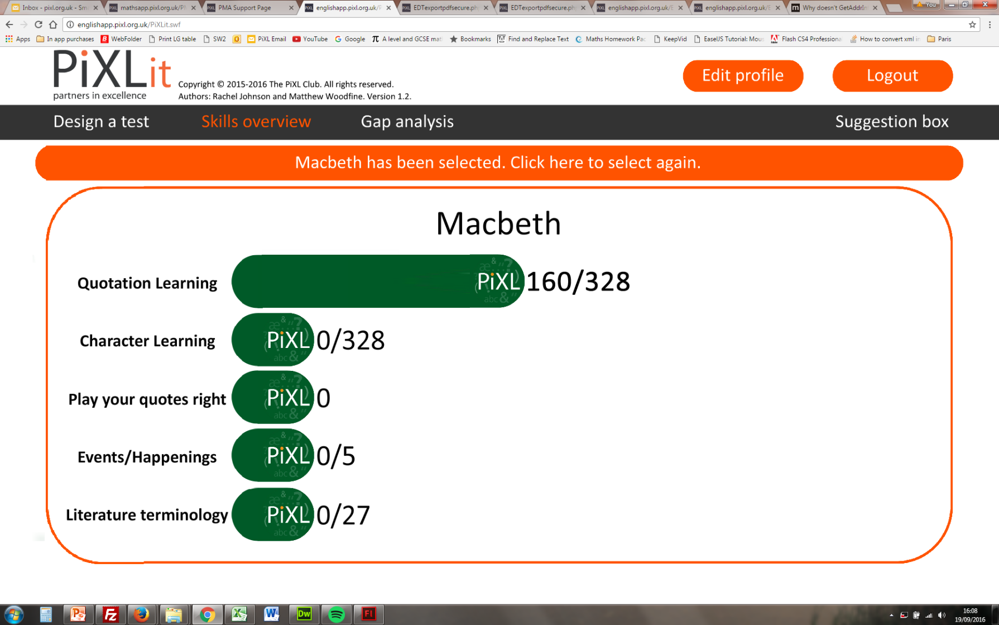 Inbox - pixl.org.uk - Sm
mathsapp.pixl.org.uk/P
PMA Support Page
englishapp.pixl.org.uk/
EDTexportpdfsecure.ph
EDTexportpdfsecure.ph
englishapp.pixl.org.uk/
englishapp.pixl.org.uk/
Why doesn't GetAddrIn
You
englishapp.pixl.org.uk/PiXLit.swf
Apps In app purchases WebFolder Print LG table SW2 PiXL Email YouTube Google A level and GCSE mat Bookmarks Find and Replace Text Maths Homework Pac KeepVid EaselJS Tutorial: Mous Flash CS4 Professiona How to convert xml in Paris
PiXLit
partners in excellence
Copyright © 2015-2016 The PiXL Club. All rights reserved.
Authors: Rachel Johnson and Matthew Woodfine. Version 1.2.
Edit profile
Logout
Design a test
Skills overview
Gap analysis
Suggestion box
Macbeth has been selected. Click here to select again.
Macbeth
Quotation Learning PiXL 160/328
Character Learning PiXL 0/328
Play your quotes right PiXL 0
Events/Happenings PiXL 0/5
Literature terminology PiXL 0/27
16:08
19/09/2016